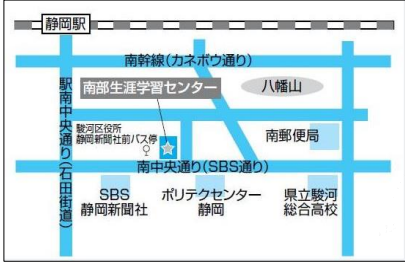 静岡駅
南幹線(カネボウ通り)
南部生涯学習センター
八幡山
駅南中央通り(石田街道)
駿河区役所
静岡新聞社前バス停
南郵便局
南中央通り(SBS通り)
SBS
静岡新聞社
ポリテクセンター
静岡
県立駿河
総合高校